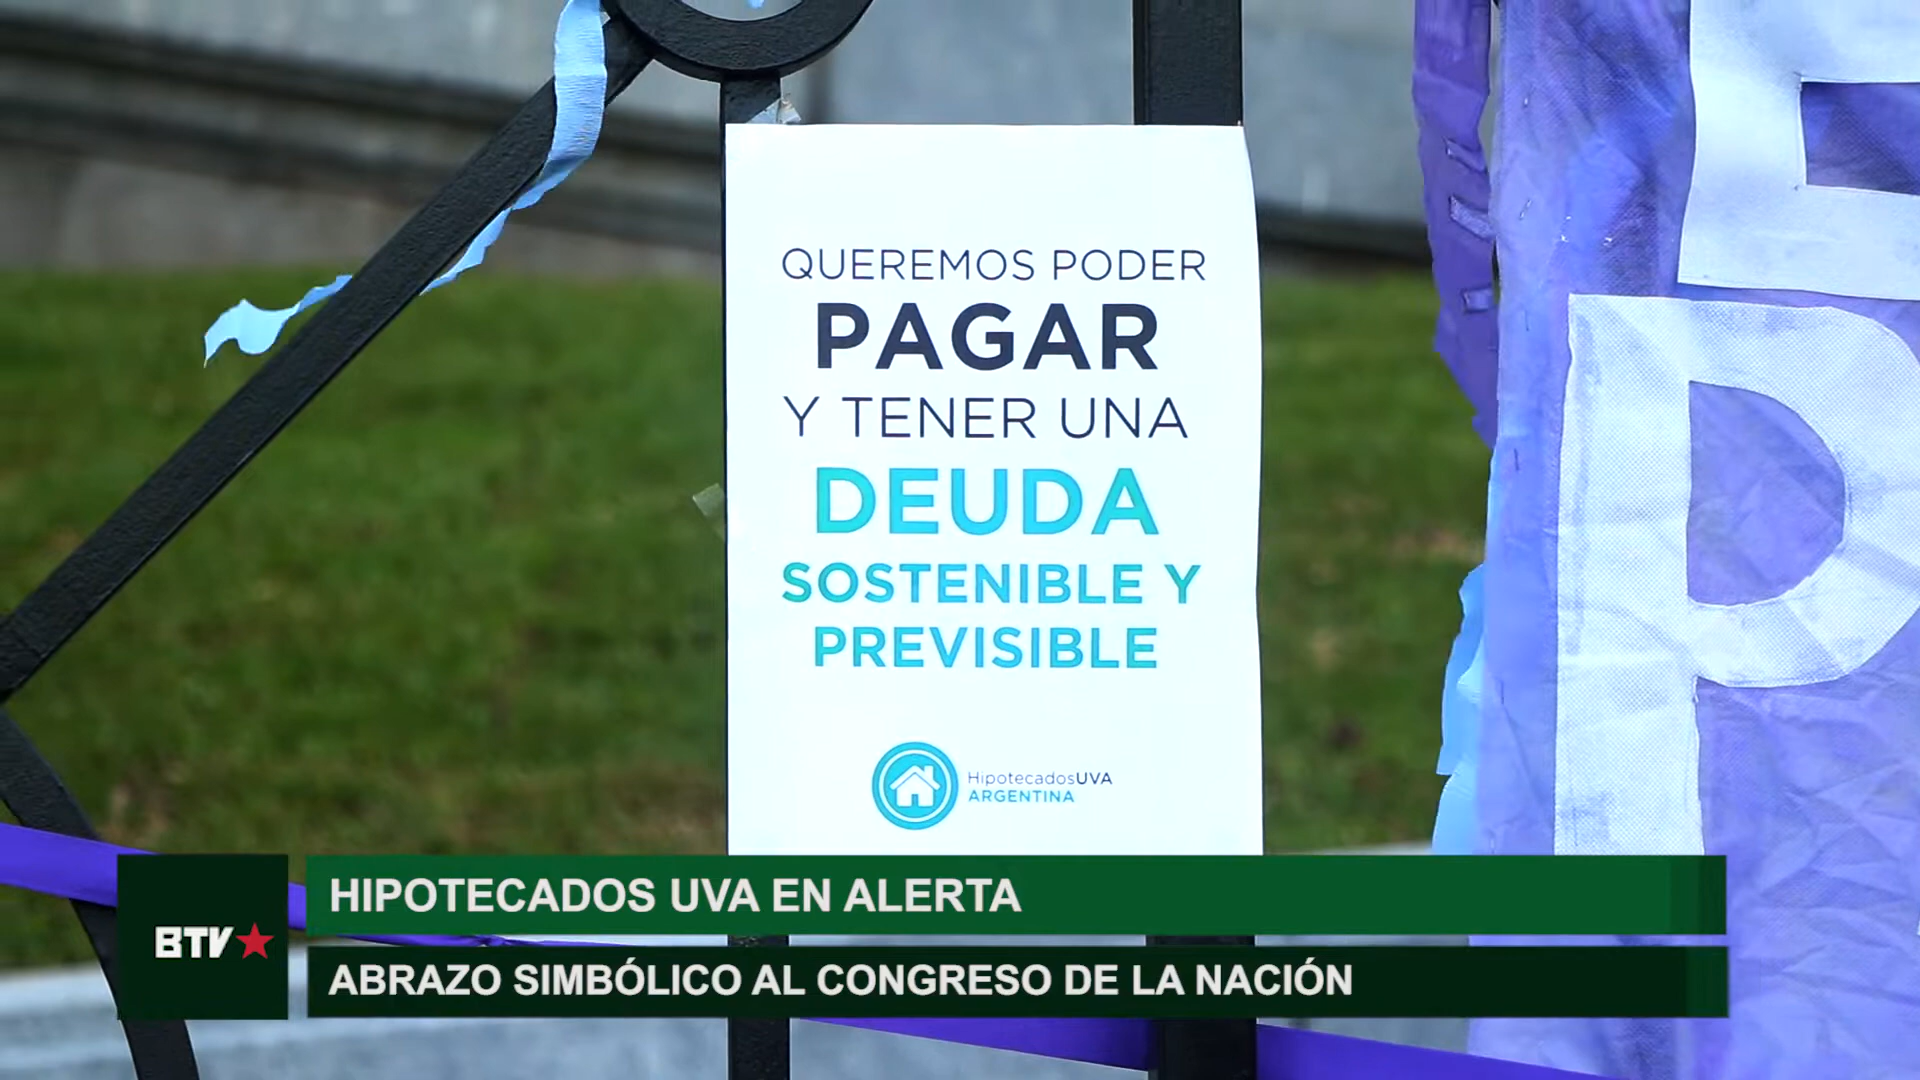 QUEREMOS PODER
PAGAR
Y TENER UNA
DEUDA
SOSTENIBLE Y
PREVISIBLE
HipotecadosUVA
ARGENTINA
E
P
BTV
HIPOTECADOS UVA EN ALERTA
ABRAZO SIMBÓLICO AL CONGRESO DE LA NACIÓN